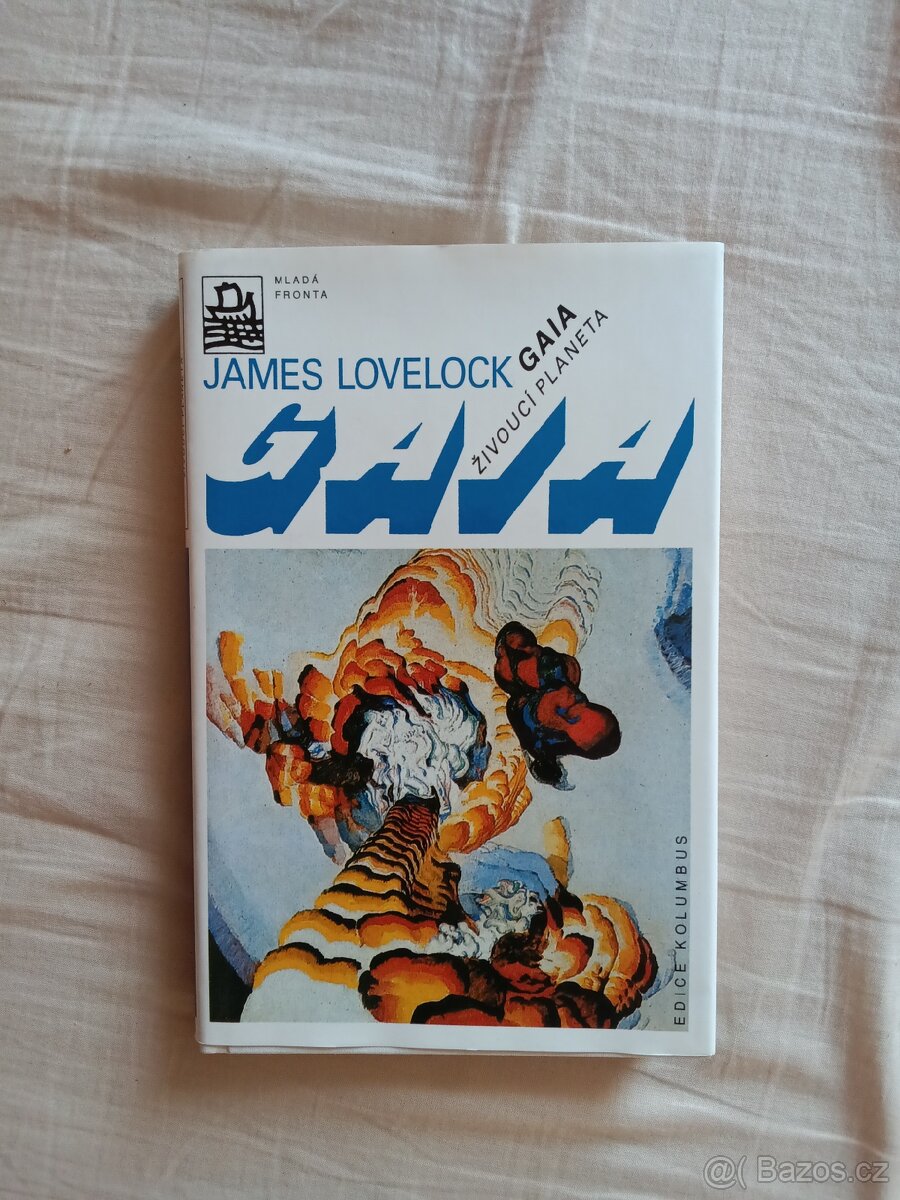 MLADÁ
FRONTA
JAMES LOVELOCK
GAIA
ŽIVOUCÍ PLANETA
GAIA
EDICE KOLUMBUS
@( Bazos.cz